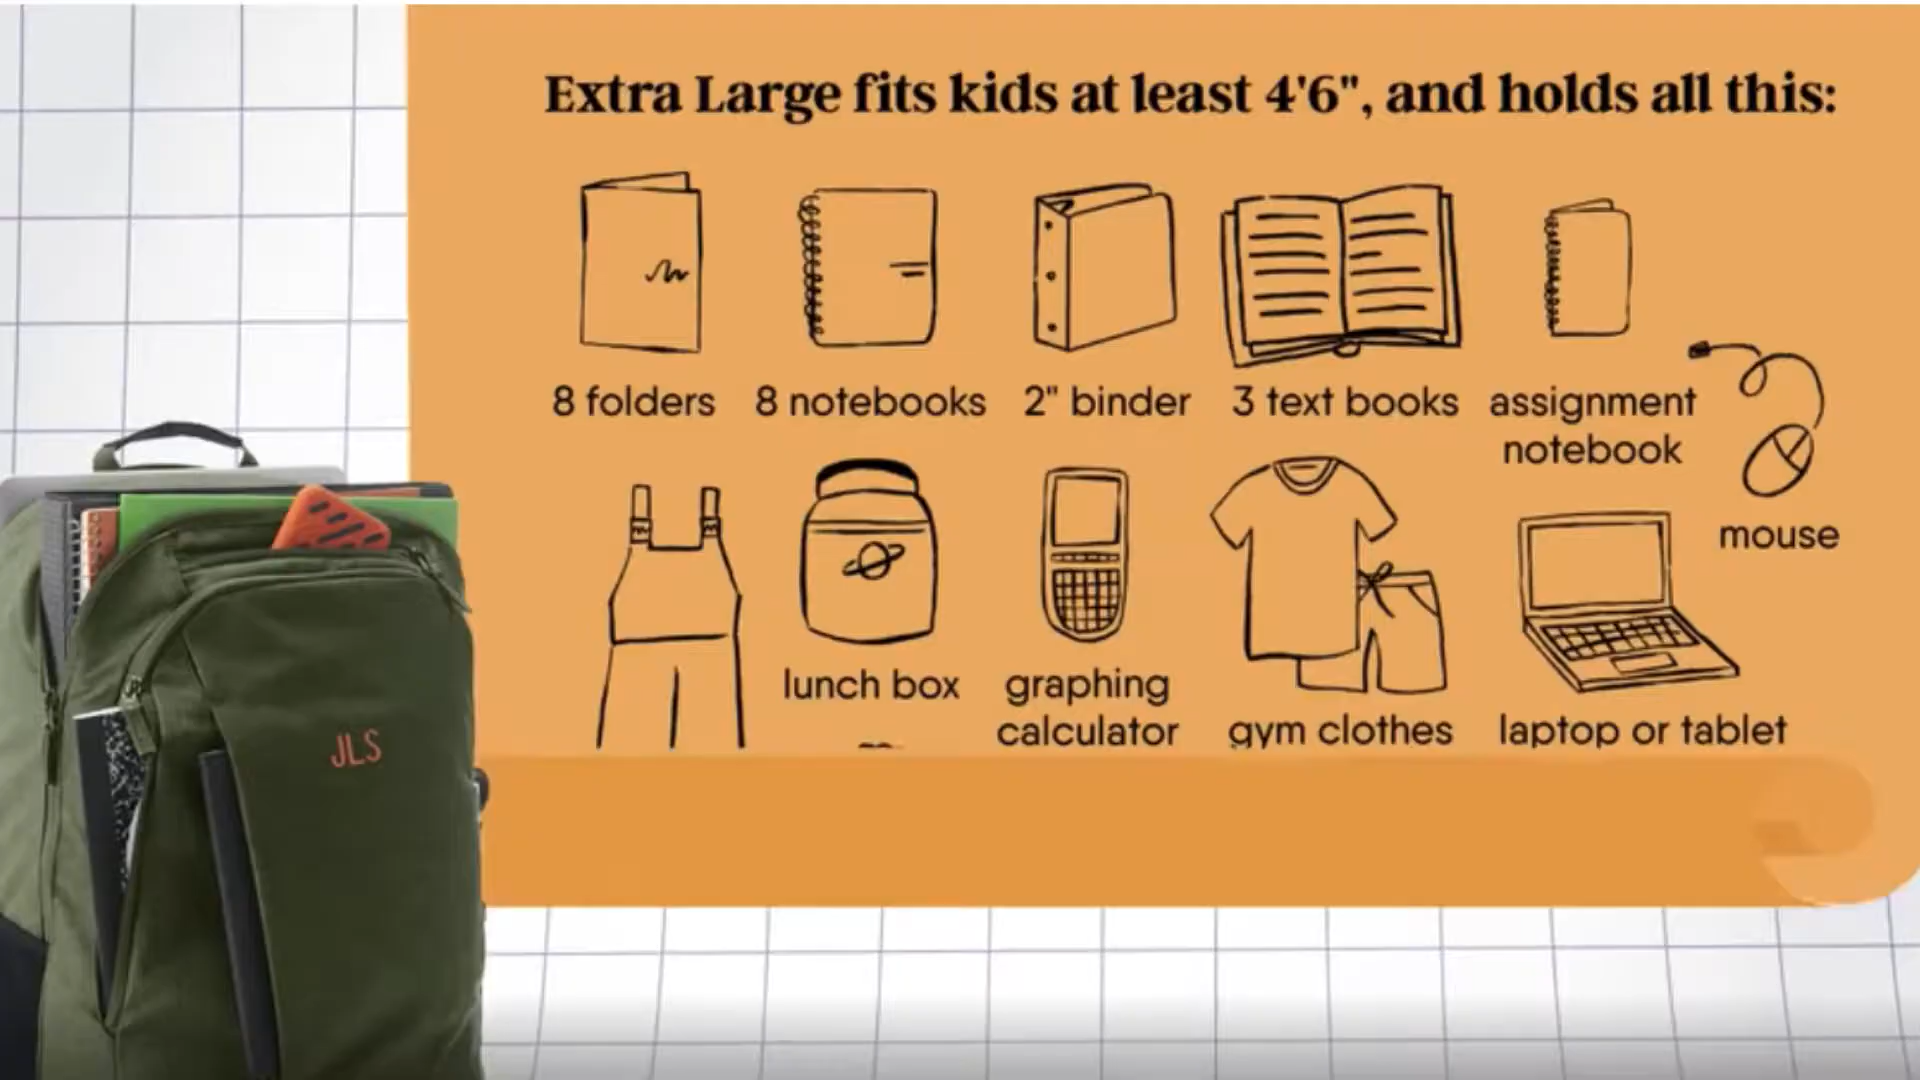 Extra Large fits kids at least 4'6", and holds all this:
8 folders
8 notebooks
2" binder
3 text books
assignment
notebook
mouse
lunch box
graphing
calculator
gym clothes
laptop or tablet
JLS